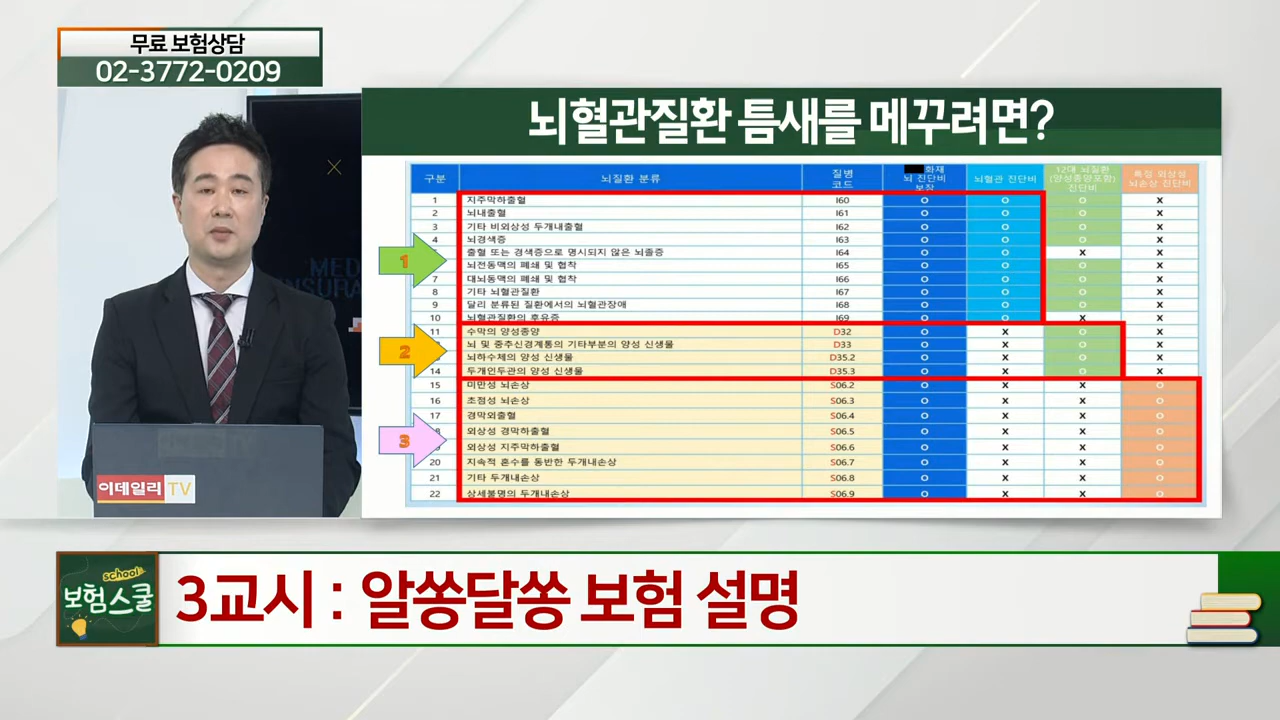 무료 보험상담
02-3772-0209
뇌혈관질환 틈새를 메꾸려면?
구분 뇌질환 분류 질병 코드 화재 뇌 진단비 보장 뇌혈관 진단비 12대 뇌질환 (양성종양포함) 진단비 특정 외상성 뇌손상 진단비
1 지주막하출혈 I60 O O O X
2 뇌내출혈 I61 O O O X
3 기타 비외상성 두개내출혈 I62 O O O X
4 뇌경색증 I63 O O O X
출혈 또는 경색증으로 명시되지 않은 뇌졸증 I64 O O X X
뇌전동맥의 폐쇄 및 협착 I65 O O O X
7 대뇌동맥의 폐쇄 및 협착 I66 O O O X
8 기타 뇌혈관질환 I67 O O O X
9 달리 분류된 질환에서의 뇌혈관장애 I68 O O O X
10 뇌혈관질환의 후유증 I69 O O X X
11 수막의 양성종양 D32 O X O X
뇌 및 중추신경계통의 기타부분의 양성 신생물 D33 O X O X
뇌하수체의 양성 신생물 D35.2 O X O X
14 두개인두관의 양성 신생물 D35.3 O X O X
15 미만성 뇌손상 S06.2 O X X O
16 초점성 뇌손상 S06.3 O X X O
17 경막외출혈 S06.4 O X X O
외상성 경막하출혈 S06.5 O X X O
외상성 지주막하출혈 S06.6 O X X O
20 지속적 혼수를 동반한 두개내손상 S06.7 O X X O
21 기타 두개내손상 S06.8 O X X O
22 상세불명의 두개내손상 S06.9 O X X O
1
2
3
이데일리 TV
school
보험스쿨
3교시 : 알쏭달쏭 보험 설명